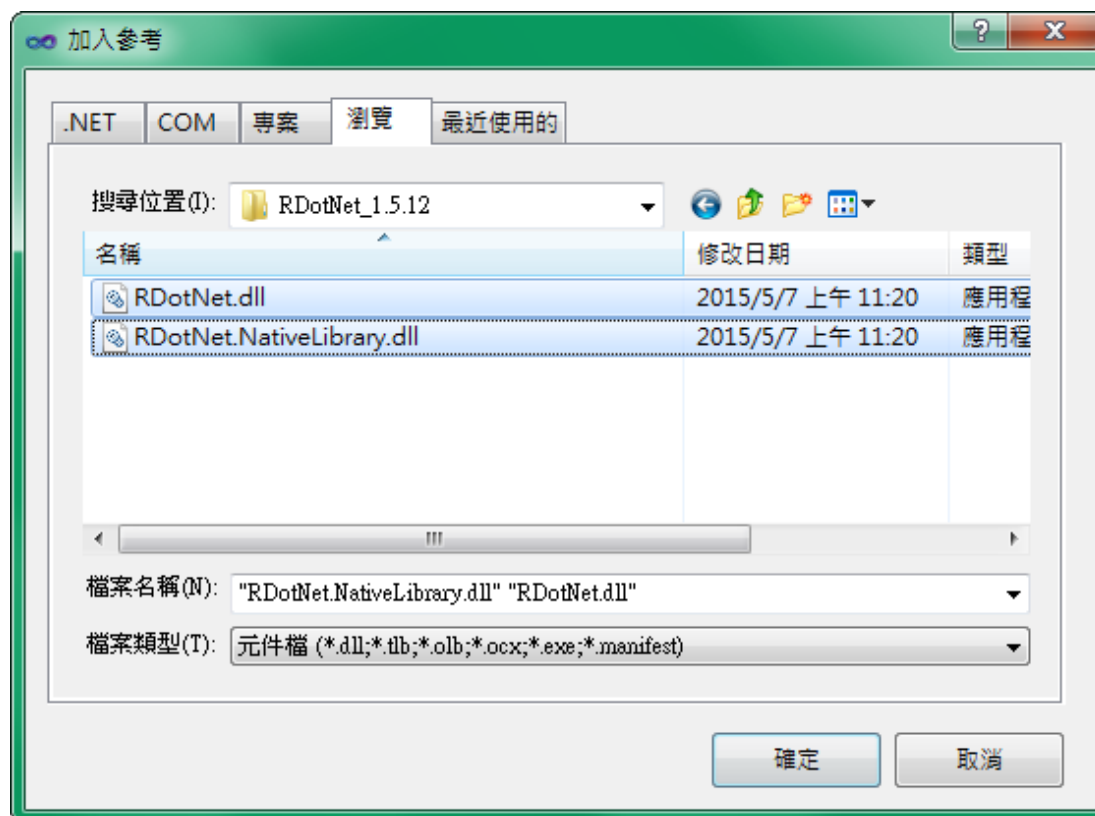 加入參考
.NET COM 專案 瀏覽 最近使用的
搜尋位置(I): RDotNet_1.5.12
名稱 修改日期 類型
RDotNet.dll 2015/5/7 上午 11:20 應用程
RDotNet.NativeLibrary.dll 2015/5/7 上午 11:20 應用程
檔案名稱(N): "RDotNet.NativeLibrary.dll" "RDotNet.dll"
檔案類型(T): 元件檔 (*.dll;*.tlb;*.olb;*.ocx;*.exe;*.manifest)
確定 取消